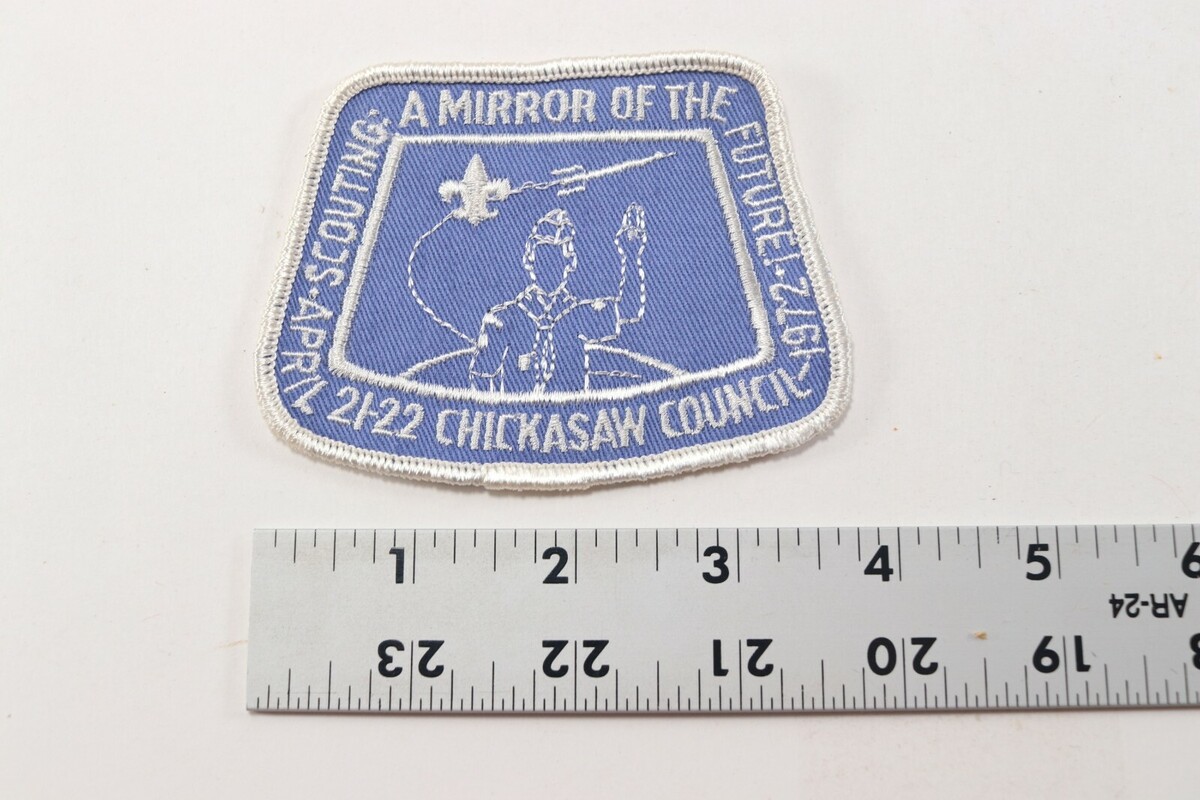 SCOUTING: A MIRROR OF THE FUTURE! · 1972
· APRIL 21-22 CHICKASAW COUNCIL
1 2 3 4 5 6
AR-24
23 22 21 20 19